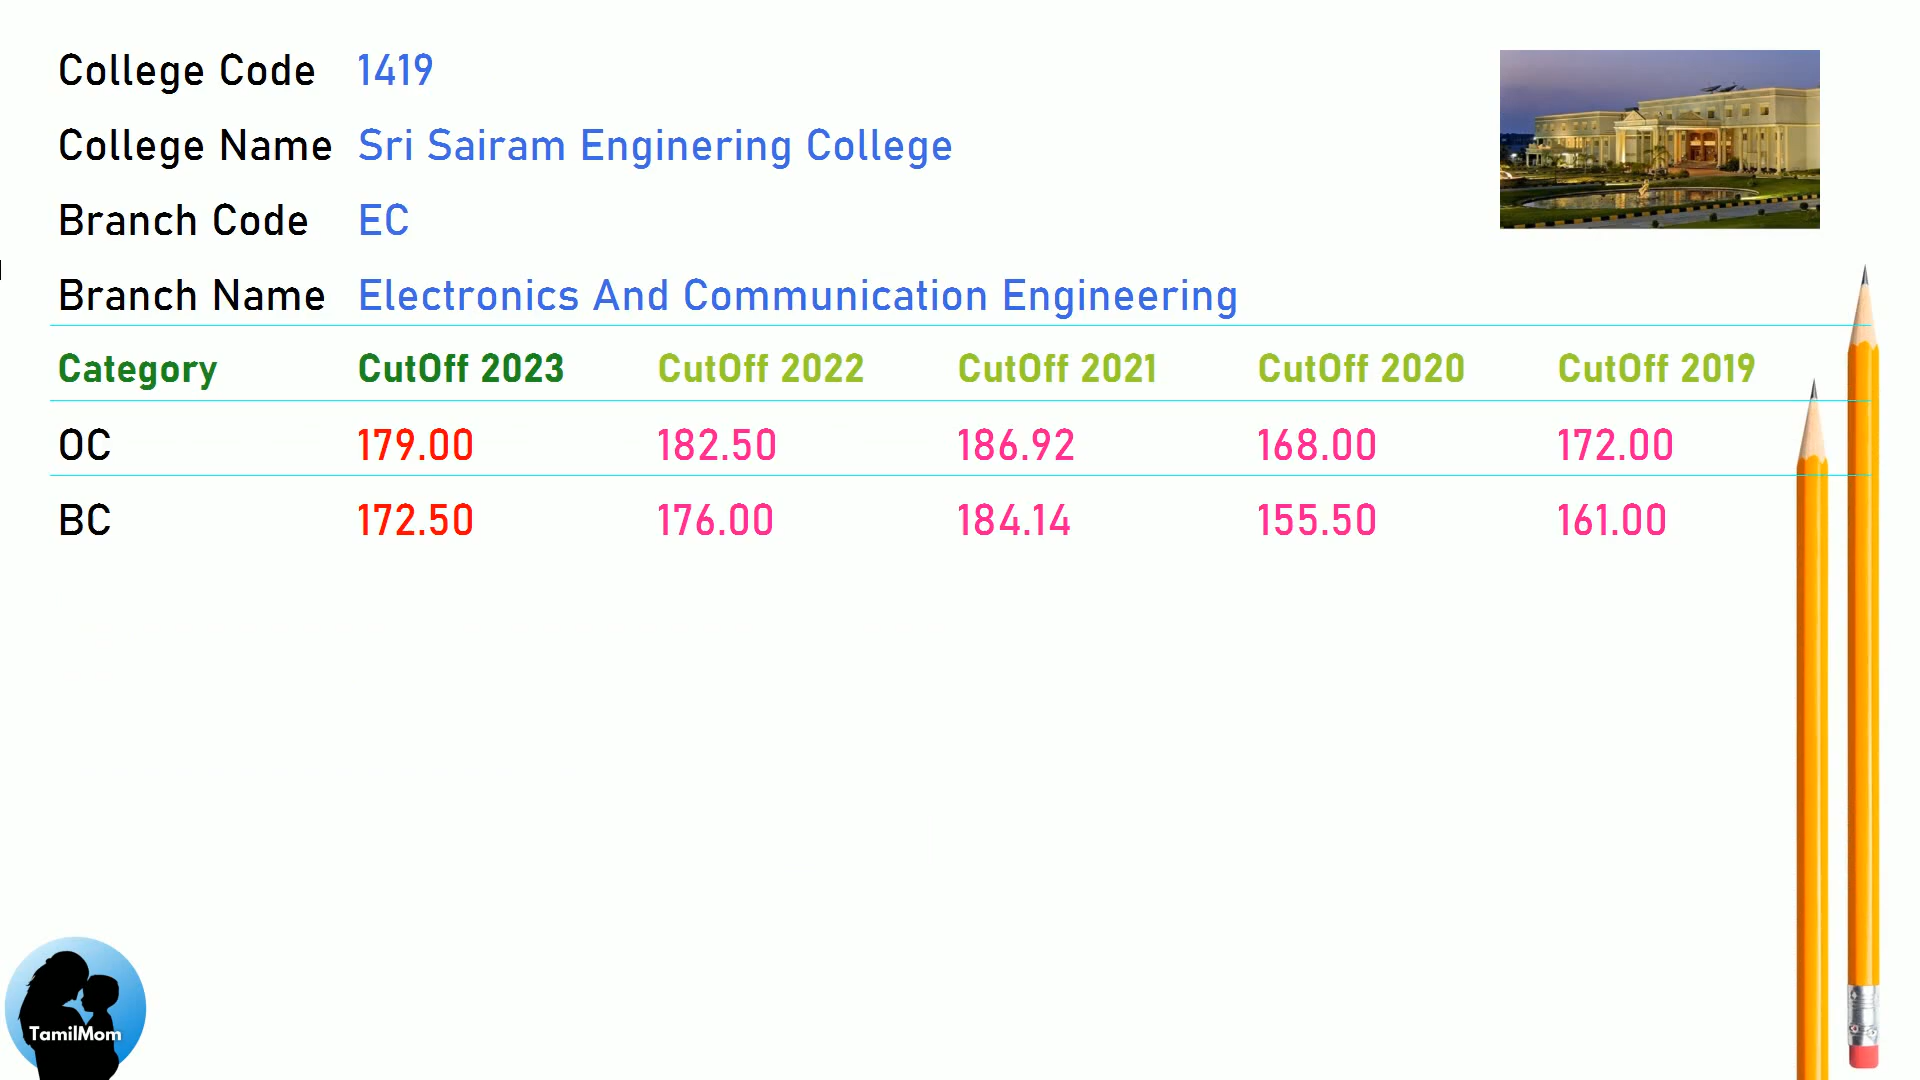 College Code 1419
College Name Sri Sairam Enginering College
Branch Code EC
Branch Name Electronics And Communication Engineering
Category CutOff 2023 CutOff 2022 CutOff 2021 CutOff 2020 CutOff 2019
OC 179.00 182.50 186.92 168.00 172.00
BC 172.50 176.00 184.14 155.50 161.00
TamilMom